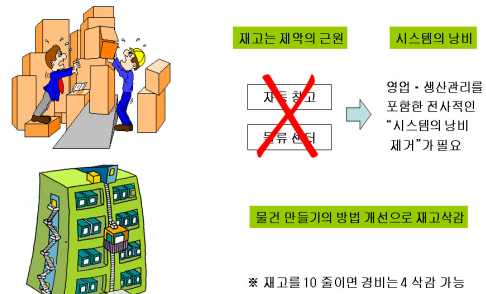 재고는 제약의 근원
시스템의 낭비
자동 창고
물류 센터
영업·생산관리를
포함한 전사적인
“시스템의 낭비
제거”가 필요
물건 만들기의 방법 개선으로 재고삭감
※ 재고를 10 줄이면 경비는 4 삭감 가능